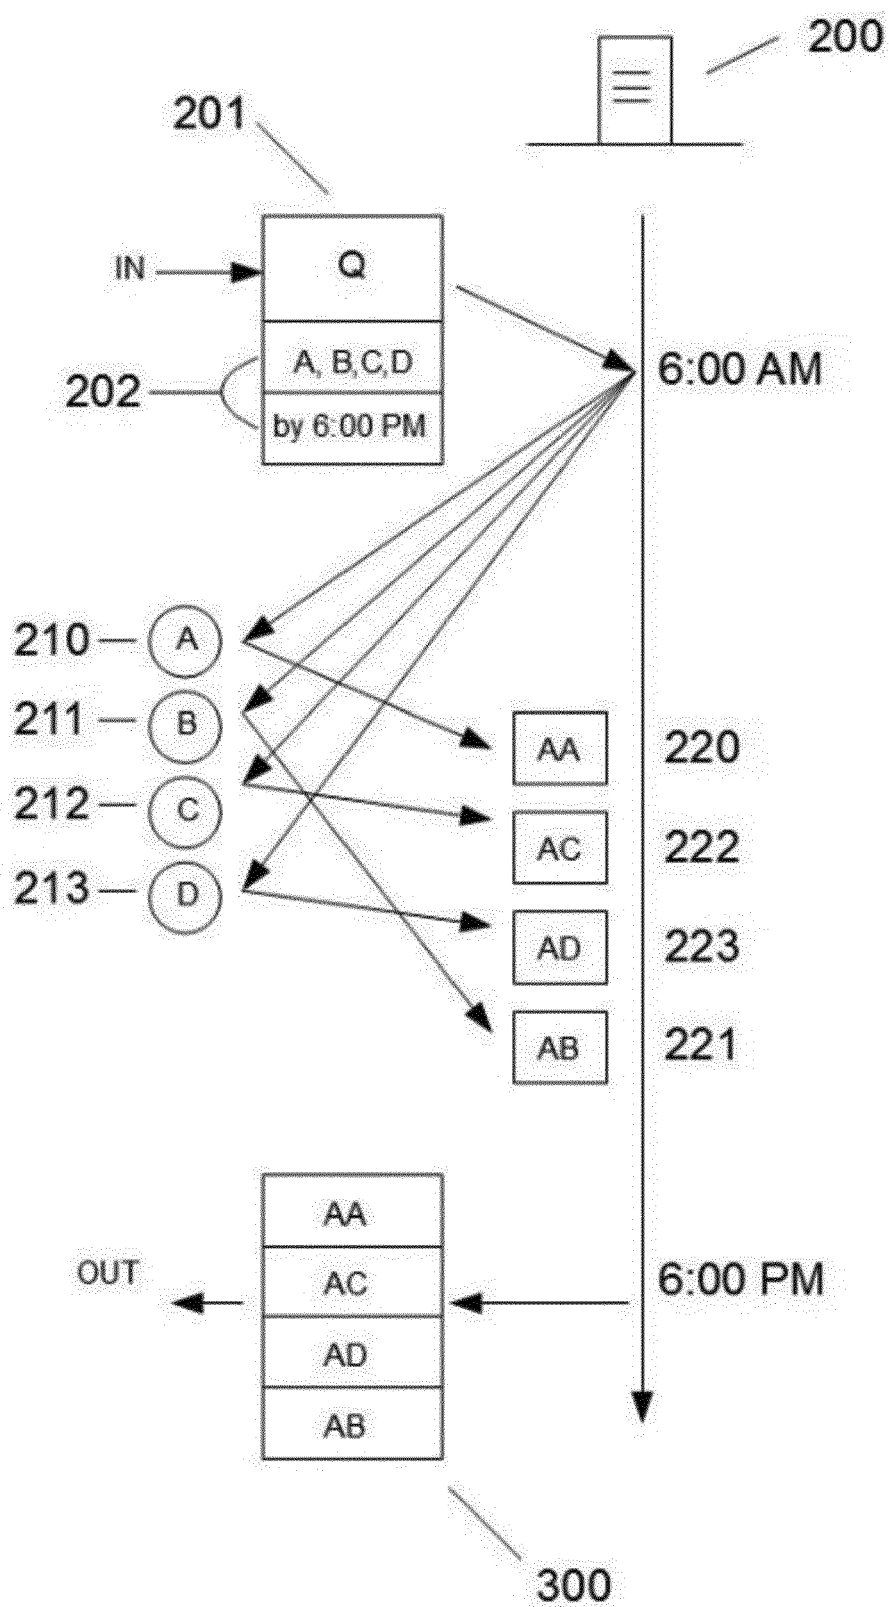 200
201
IN
Q
A, B,C,D
202
by 6:00 PM
6:00 AM
210
A
211
B
212
C
213
D
AA
220
AC
222
AD
223
AB
221
AA
OUT
AC
6:00 PM
AD
AB
300